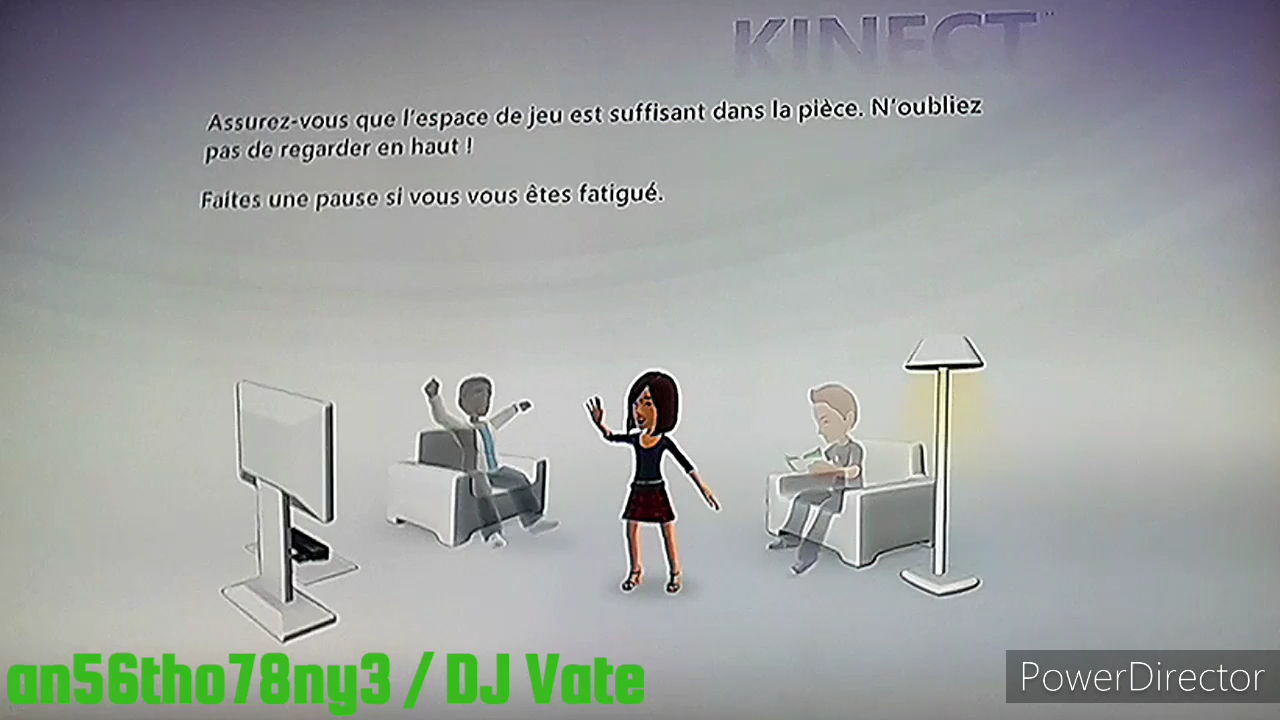 KINECT™
Assurez-vous que l'espace de jeu est suffisant dans la pièce. N'oubliez
pas de regarder en haut !
Faites une pause si vous vous êtes fatigué.
an56tho78ny3 / DJ Vate
PowerDirector